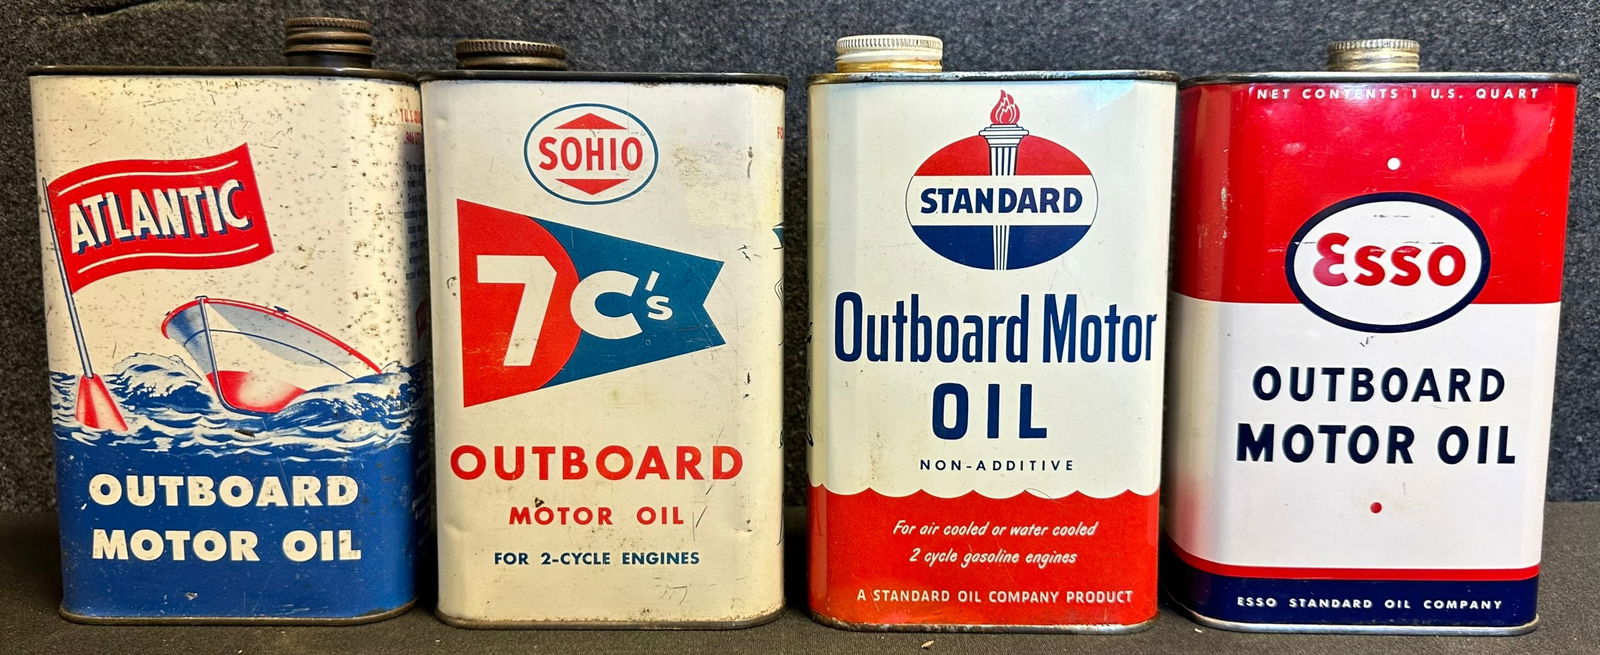 ATLANTIC
OUTBOARD
MOTOR OIL
SOHIO
7C's
OUTBOARD
MOTOR OIL
FOR 2-CYCLE ENGINES
STANDARD
Outboard Motor
OIL
NON-ADDITIVE
For air cooled or water cooled
2 cycle gasoline engines
A STANDARD OIL COMPANY PRODUCT
NET CONTENTS 1 U.S. QUART
Esso
OUTBOARD
MOTOR OIL
ESSO STANDARD OIL COMPANY